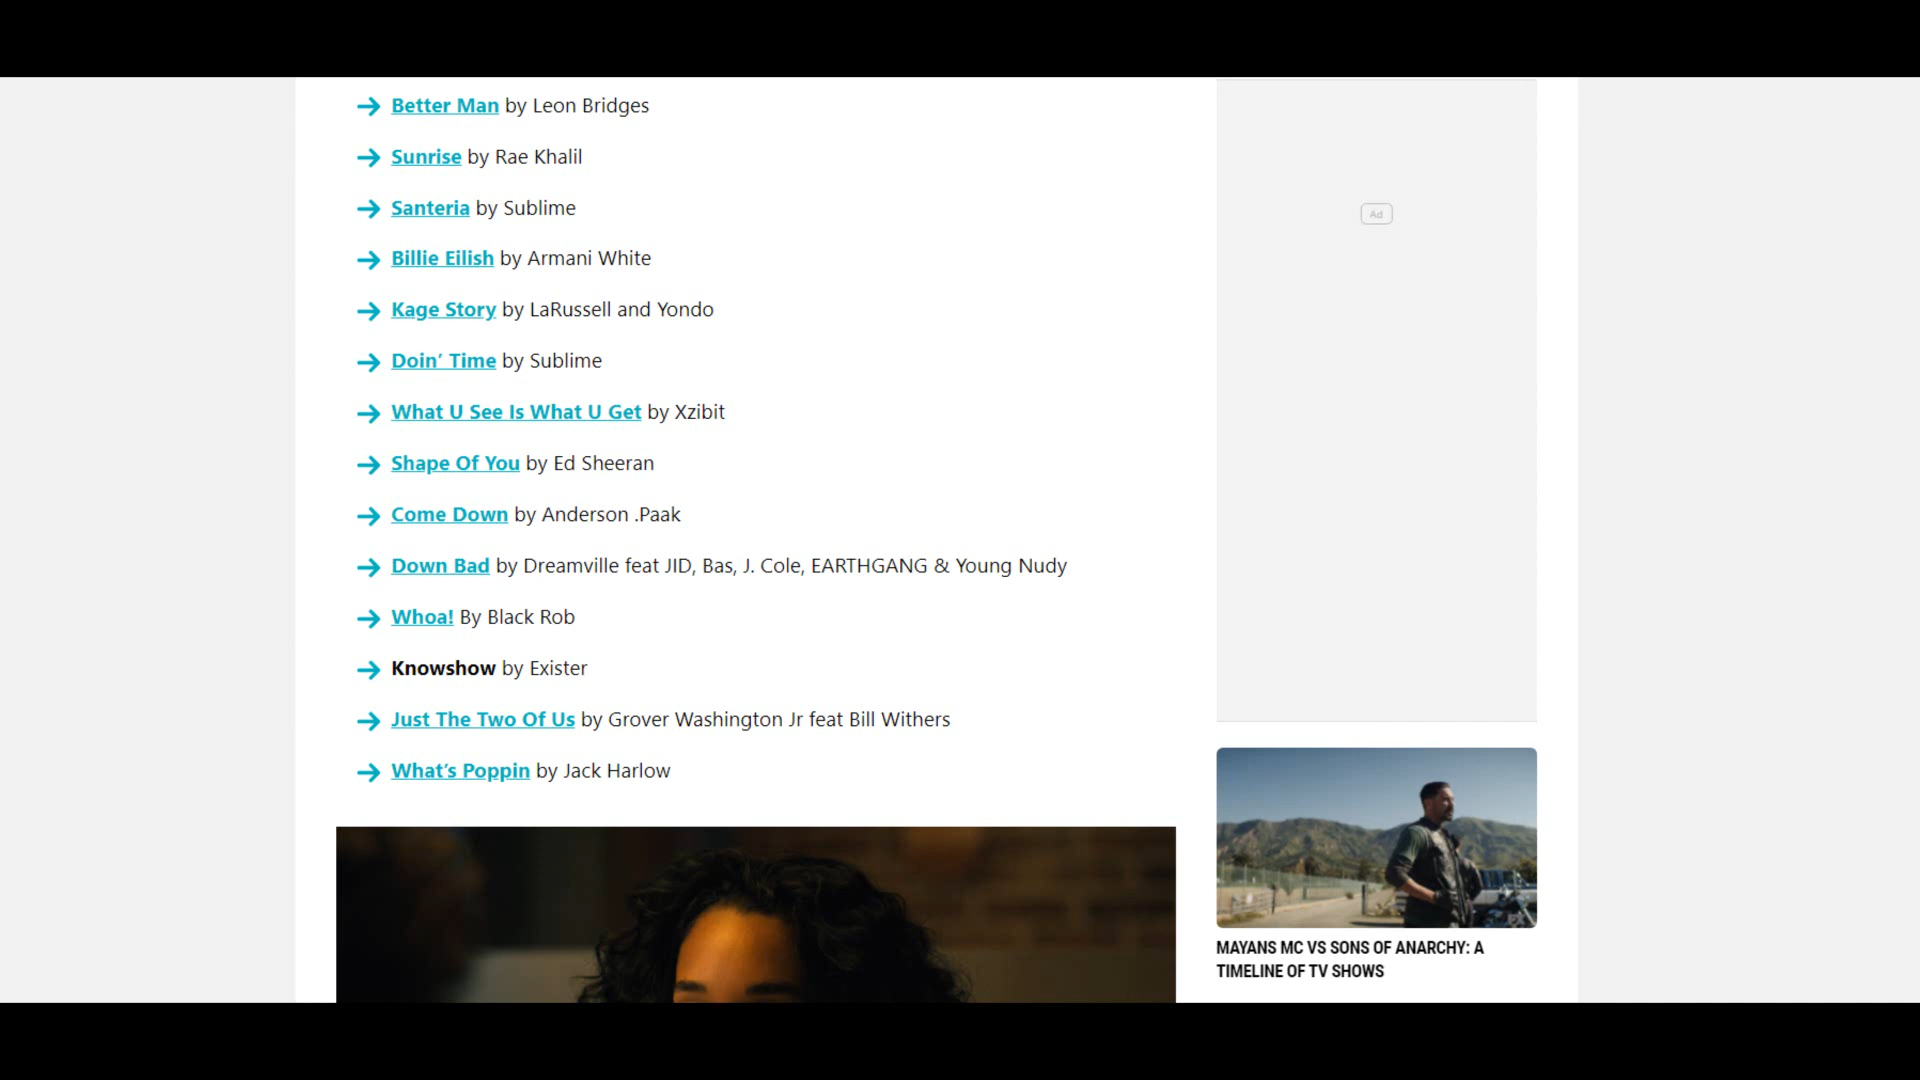 Better Man by Leon Bridges
Sunrise by Rae Khalil
Santeria by Sublime
Billie Eilish by Armani White
Kage Story by LaRussell and Yondo
Doin’ Time by Sublime
What U See Is What U Get by Xzibit
Shape Of You by Ed Sheeran
Come Down by Anderson .Paak
Down Bad by Dreamville feat JID, Bas, J. Cole, EARTHGANG & Young Nudy
Whoa! By Black Rob
Knowshow by Exister
Just The Two Of Us by Grover Washington Jr feat Bill Withers
What’s Poppin by Jack Harlow
Ad
FX
MAYANS MC VS SONS OF ANARCHY: A
TIMELINE OF TV SHOWS